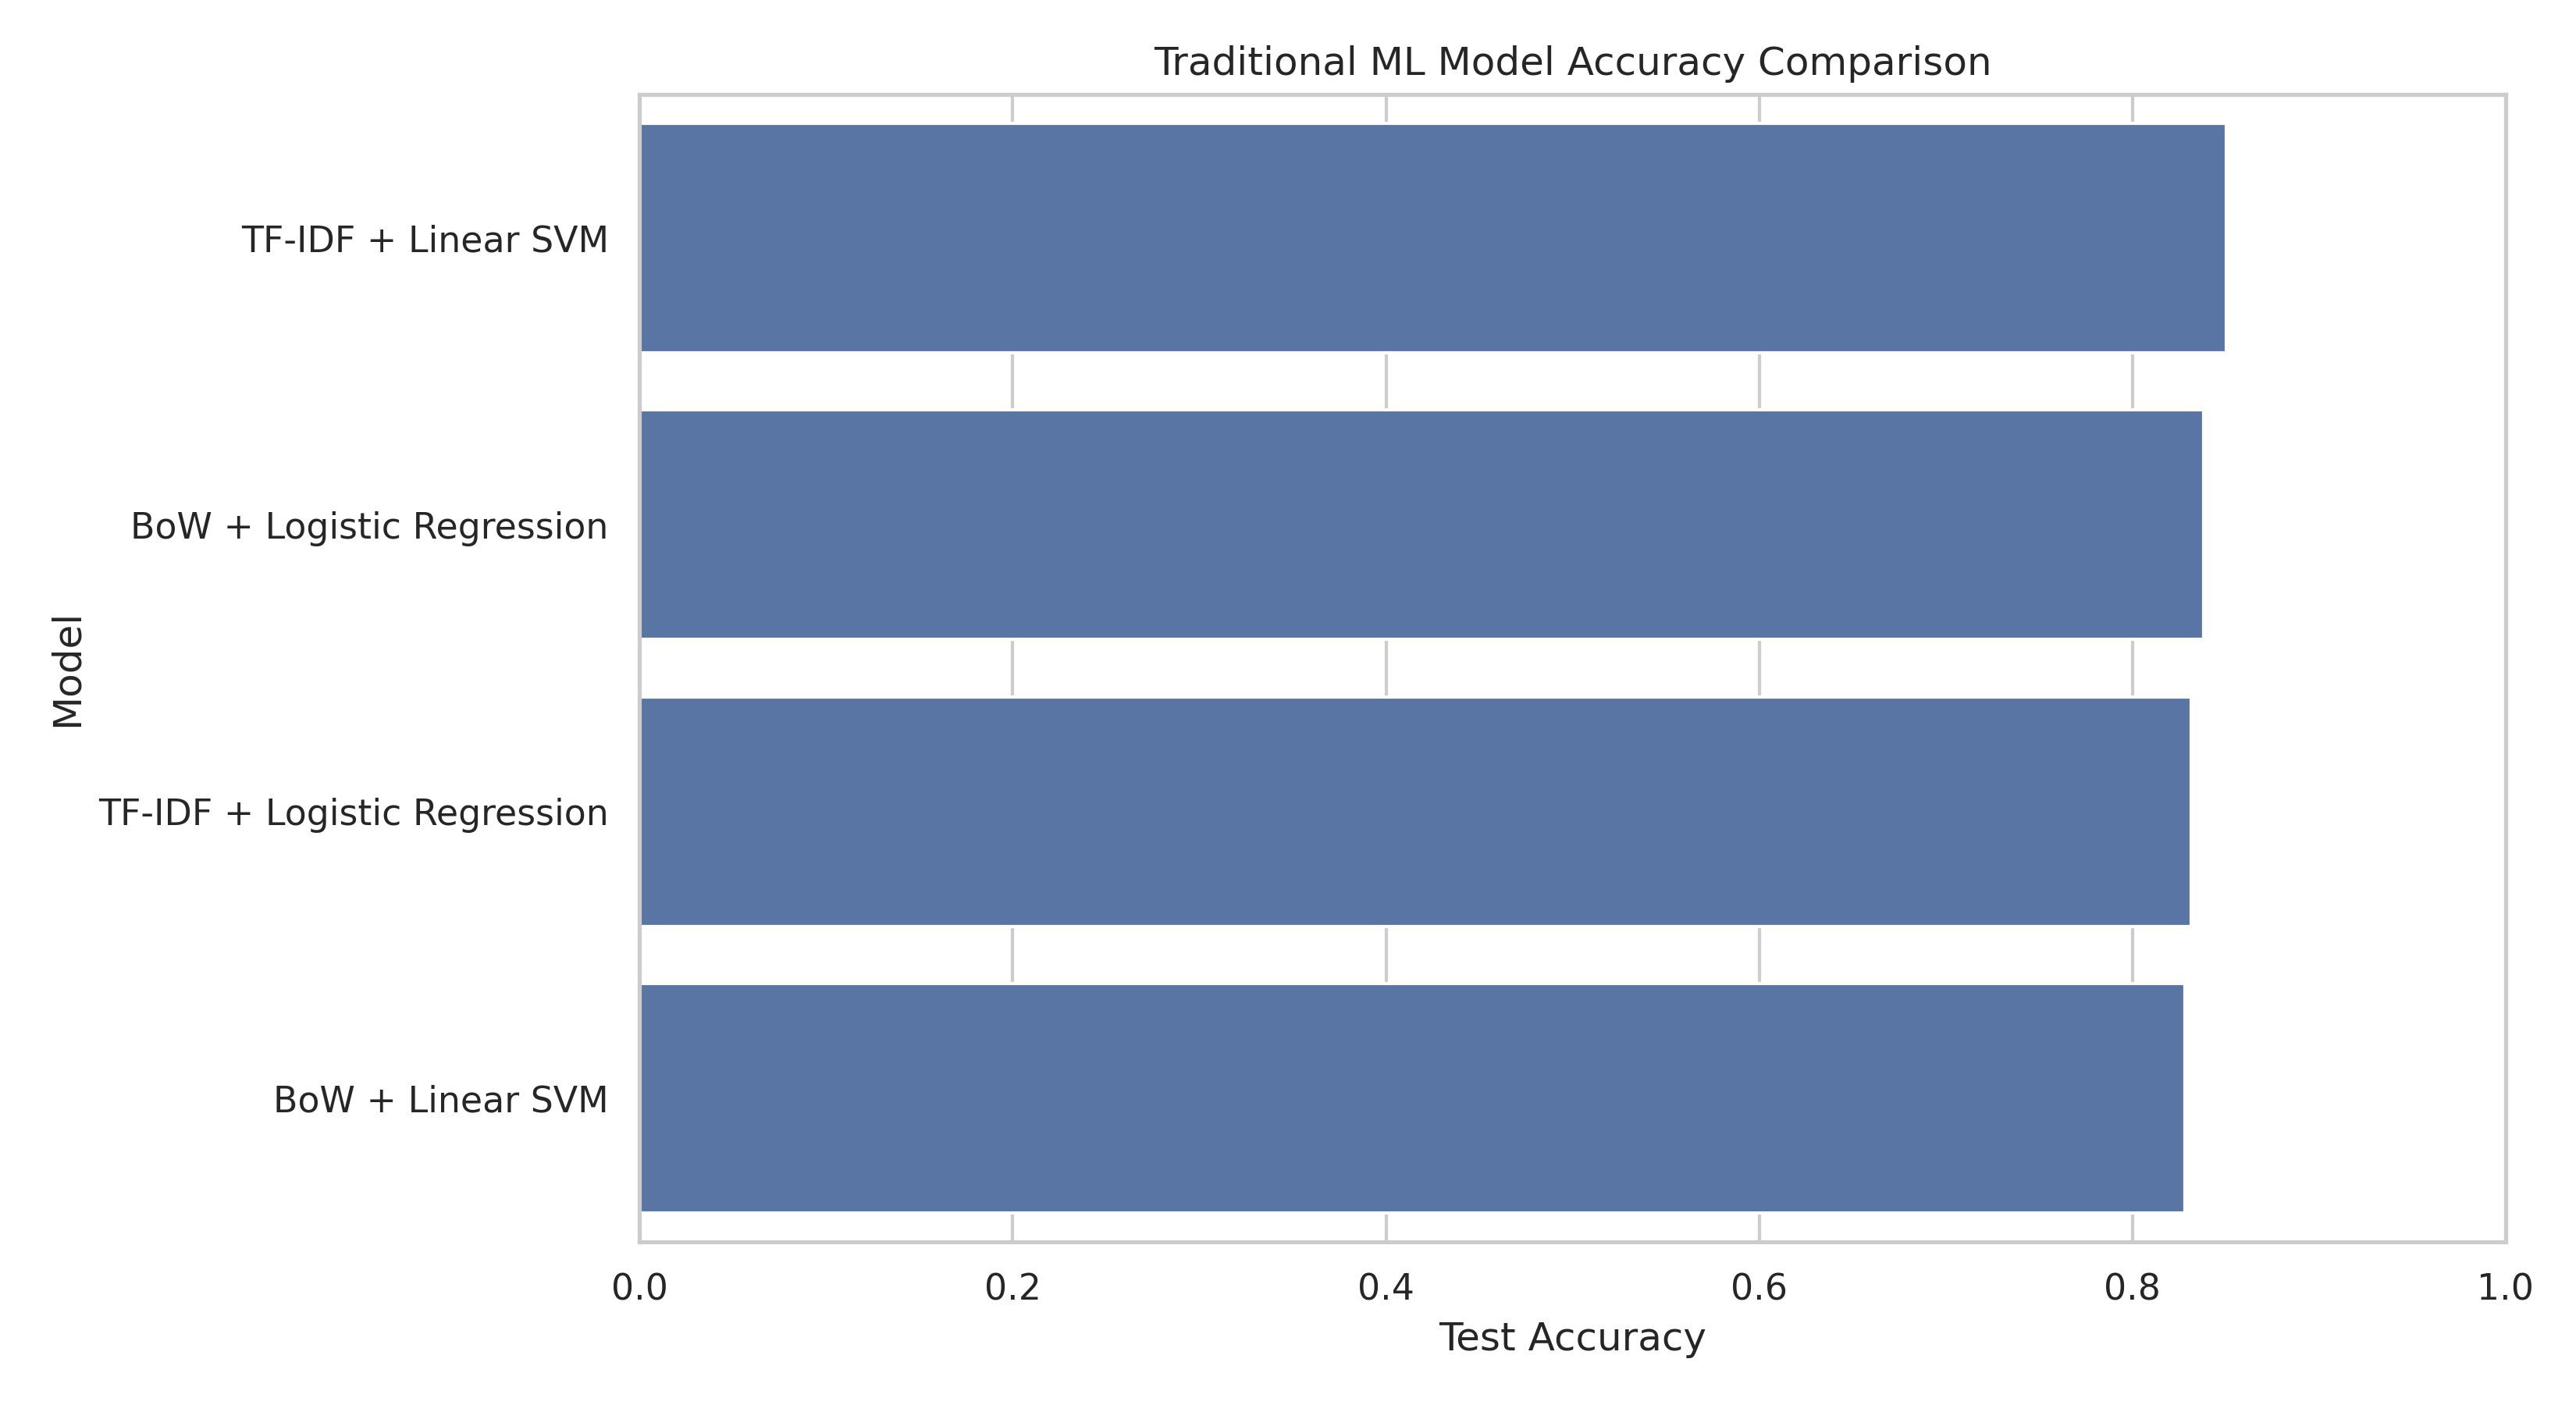 Traditional ML Model Accuracy Comparison
TF-IDF + Linear SVM
BoW + Logistic Regression
TF-IDF + Logistic Regression
BoW + Linear SVM
Model
0.0 0.2 0.4 0.6 0.8 1.0
Test Accuracy